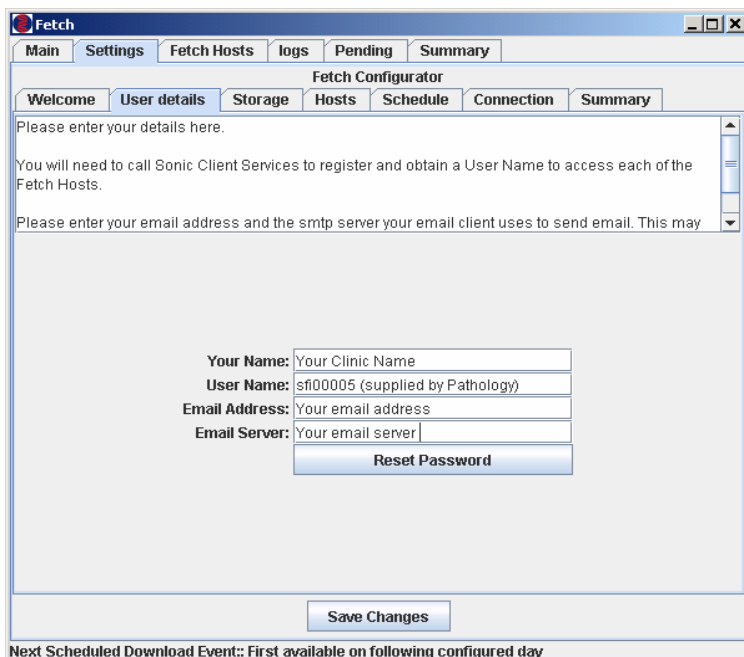 Fetch
Main Settings Fetch Hosts logs Pending Summary
Fetch Configurator
Welcome User details Storage Hosts Schedule Connection Summary
Please enter your details here.
You will need to call Sonic Client Services to register and obtain a User Name to access each of the
Fetch Hosts.
Please enter your email address and the smtp server your email client uses to send email. This may
Your Name: Your Clinic Name
User Name: sfi00005 (supplied by Pathology)
Email Address: Your email address
Email Server: Your email server
Reset Password
Save Changes
Next Scheduled Download Event:: First available on following configured day